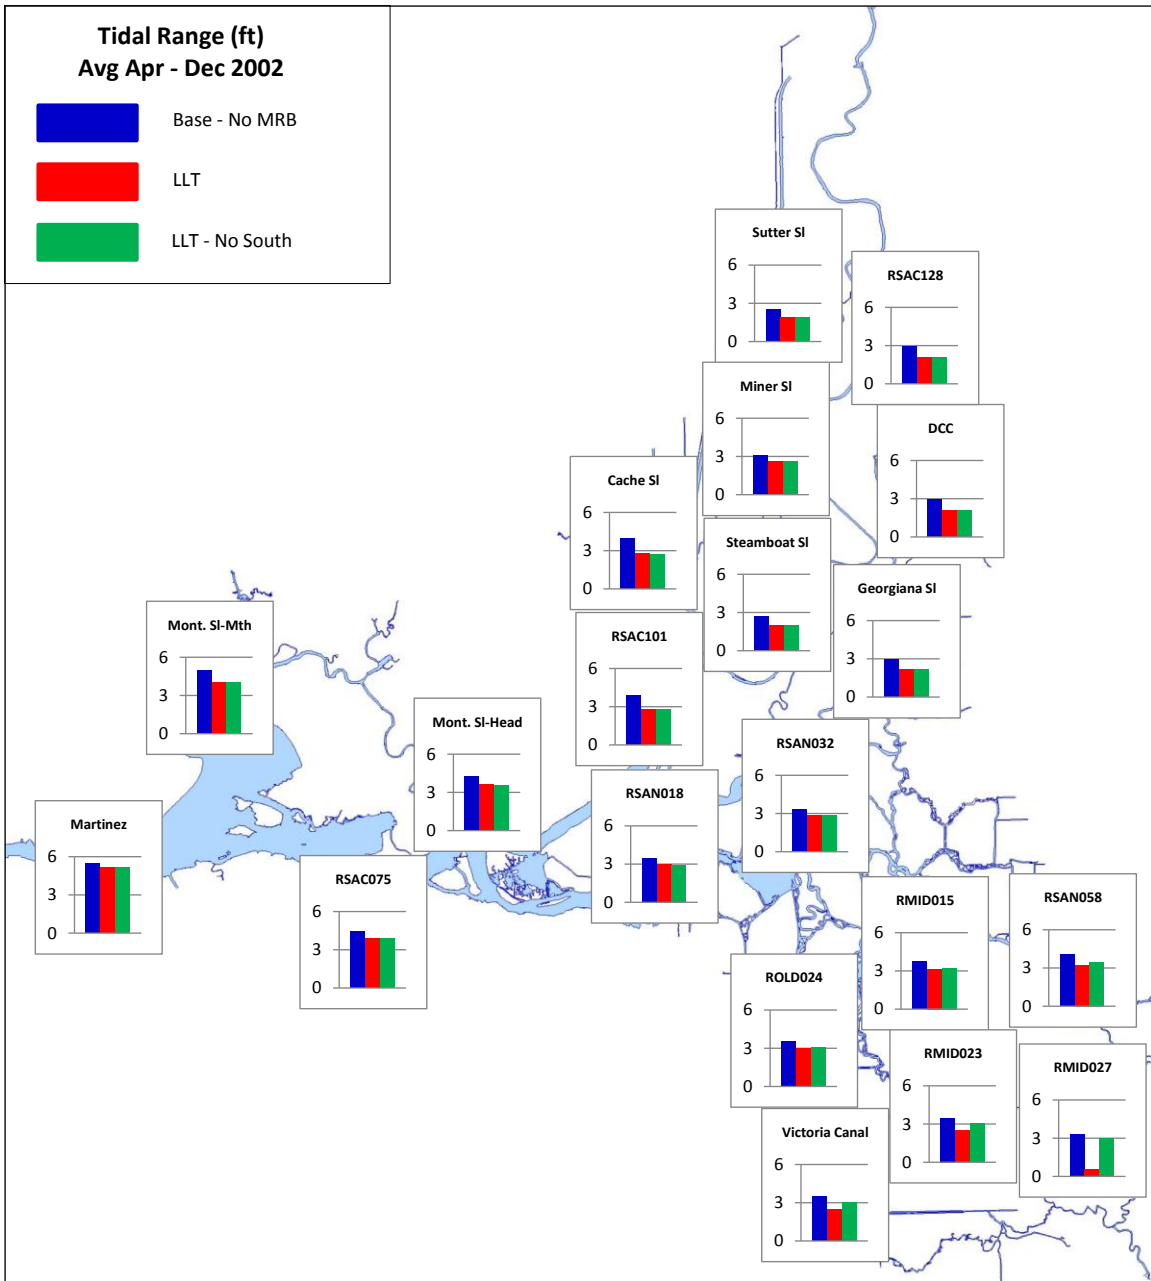 Tidal Range (ft)
Avg Apr - Dec 2002
Base - No MRB
LLT
LLT - No South
Sutter Sl
6
3
0
RSAC128
6
3
0
Miner Sl
6
3
0
DCC
6
3
0
Cache Sl
6
3
0
Steamboat Sl
6
3
0
Georgiana Sl
6
3
0
Mont. Sl-Mth
6
3
0
RSAC101
6
3
0
Mont. Sl-Head
6
3
0
RSAN032
6
3
0
RSAN018
6
3
0
Martinez
6
3
0
RSAC075
6
3
0
RMID015
6
3
0
RSAN058
6
3
0
ROLD024
6
3
0
RMID023
6
3
0
RMID027
6
3
0
Victoria Canal
6
3
0